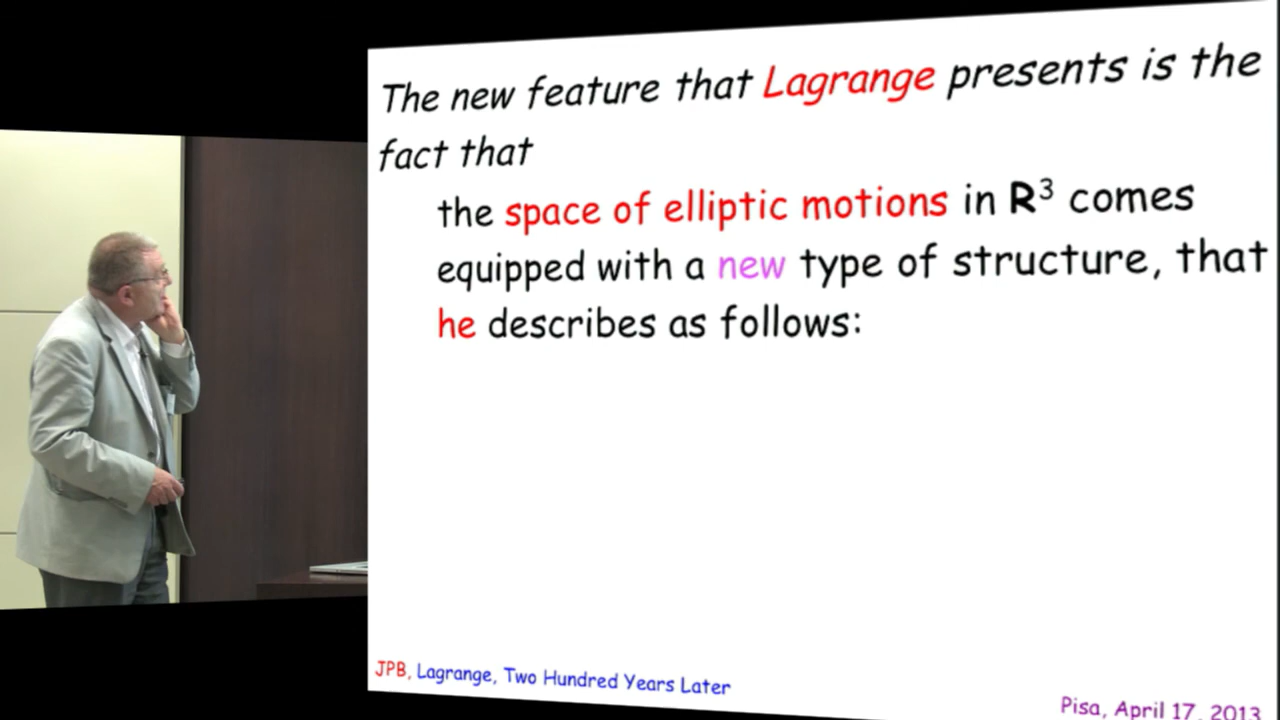 The new feature that Lagrange presents is the
fact that
the space of elliptic motions in R³ comes
equipped with a new type of structure, that
he describes as follows:
JPB, Lagrange, Two Hundred Years Later
Pisa, April 17, 2013